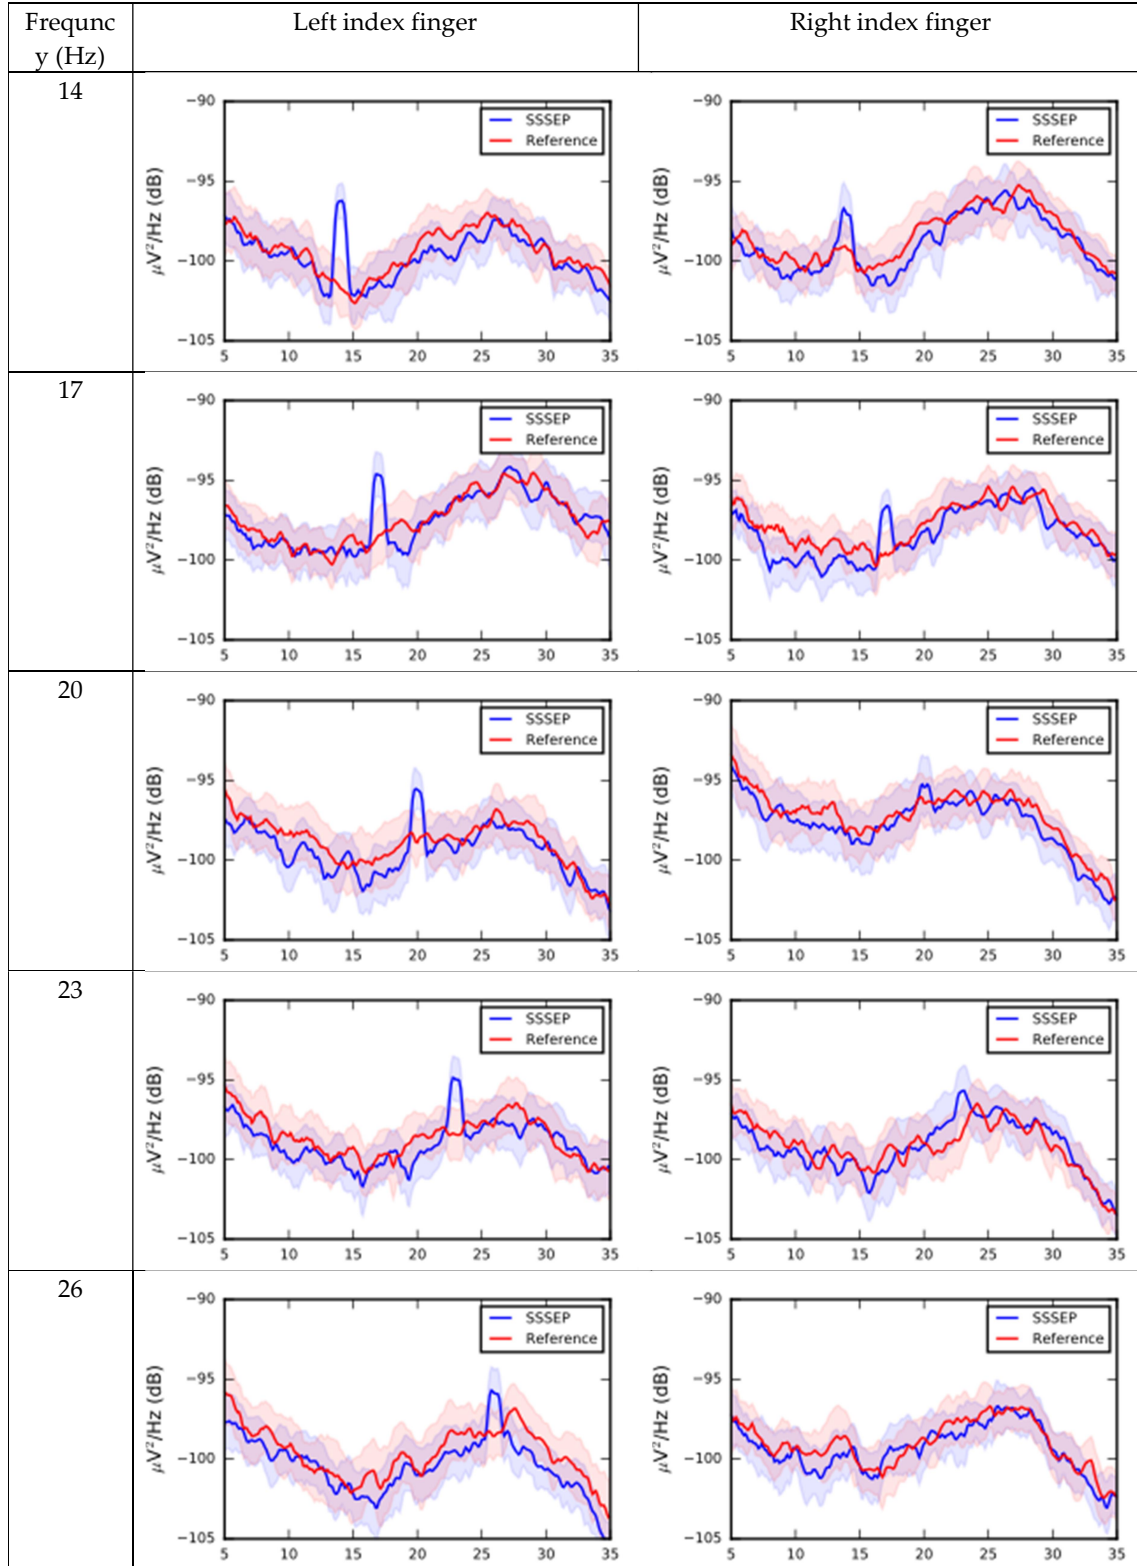 Frequnc
y (Hz)
Left index finger
Right index finger
14
−90
−95
−100
−105
μV²/Hz (dB)
SSSEP
Reference
5 10 15 20 25 30 35
−90
−95
−100
−105
μV²/Hz (dB)
SSSEP
Reference
5 10 15 20 25 30 35
17
−90
−95
−100
−105
μV²/Hz (dB)
SSSEP
Reference
5 10 15 20 25 30 35
−90
−95
−100
−105
μV²/Hz (dB)
SSSEP
Reference
5 10 15 20 25 30 35
20
−90
−95
−100
−105
μV²/Hz (dB)
SSSEP
Reference
5 10 15 20 25 30 35
−90
−95
−100
−105
μV²/Hz (dB)
SSSEP
Reference
5 10 15 20 25 30 35
23
−90
−95
−100
−105
μV²/Hz (dB)
SSSEP
Reference
5 10 15 20 25 30 35
−90
−95
−100
−105
μV²/Hz (dB)
SSSEP
Reference
5 10 15 20 25 30 35
26
−90
−95
−100
−105
μV²/Hz (dB)
SSSEP
Reference
5 10 15 20 25 30 35
−90
−95
−100
−105
μV²/Hz (dB)
SSSEP
Reference
5 10 15 20 25 30 35